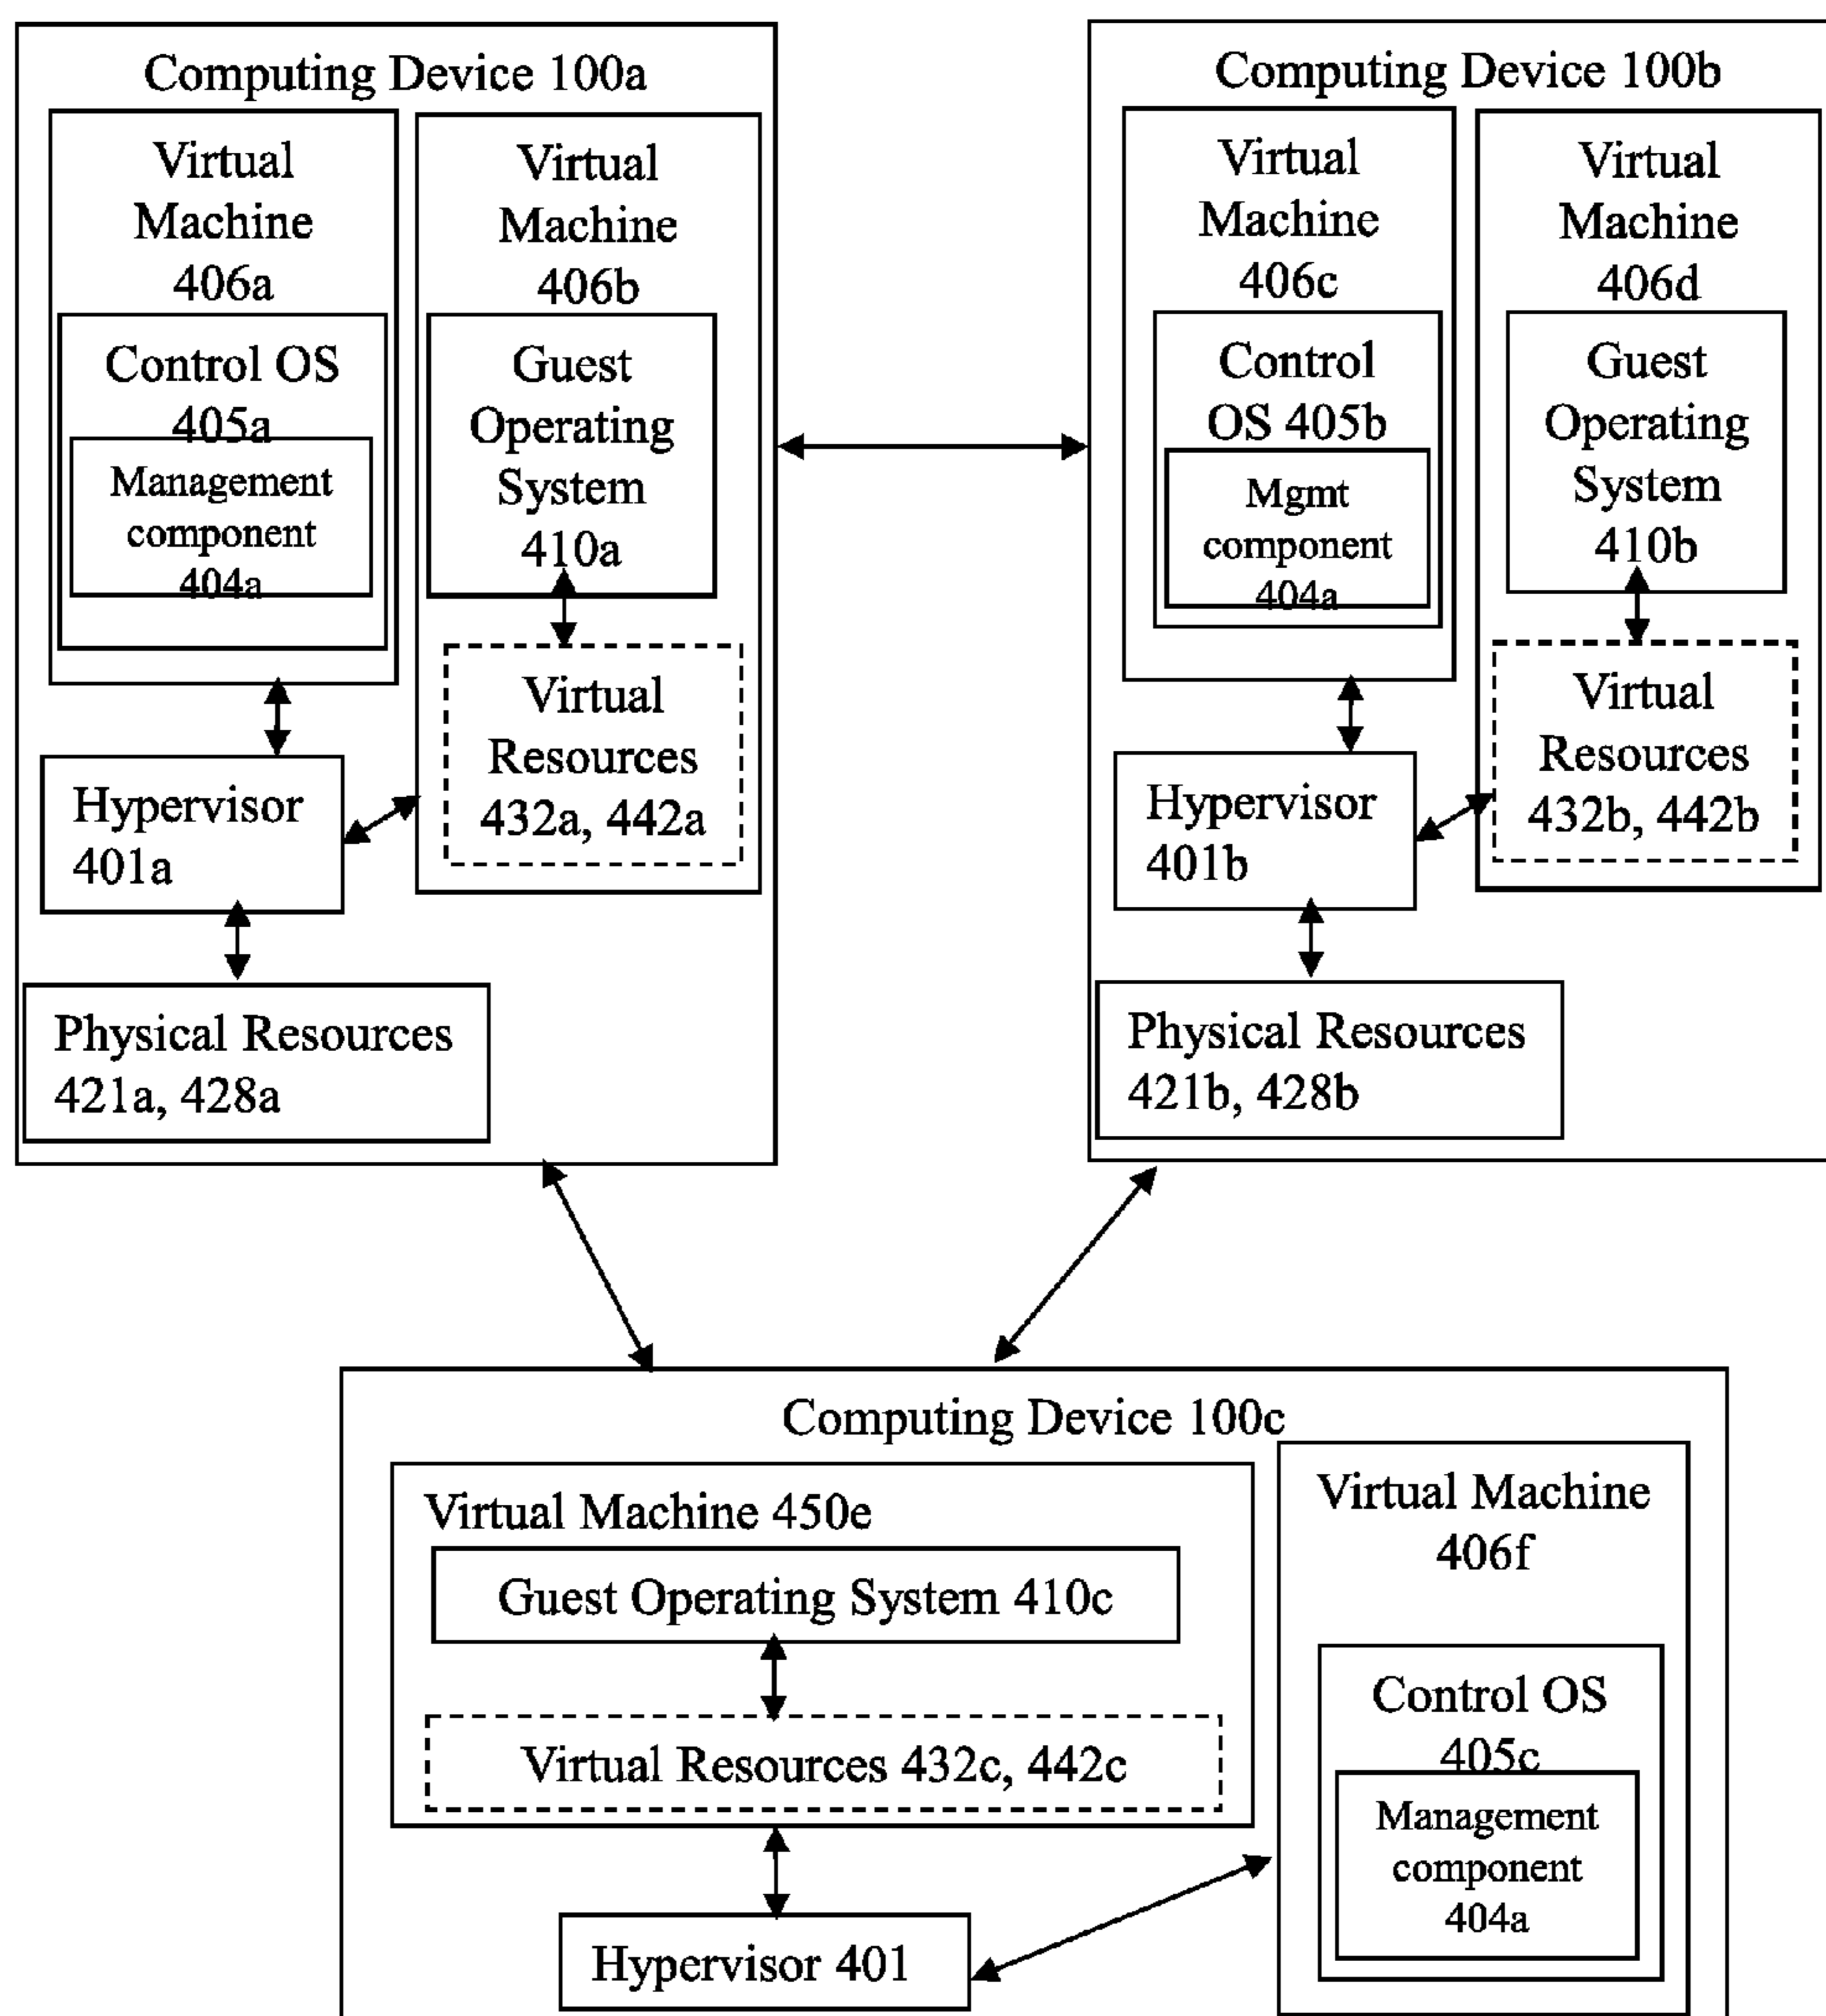 Computing Device 100a
Virtual
Machine
406a
Control OS
405a
Management
component
404a
Virtual
Machine
406b
Guest
Operating
System
410a
Virtual
Resources
432a, 442a
Hypervisor
401a
Physical Resources
421a, 428a
Computing Device 100b
Virtual
Machine
406c
Control
OS 405b
Mgmt
component
404a
Virtual
Machine
406d
Guest
Operating
System
410b
Virtual
Resources
432b, 442b
Hypervisor
401b
Physical Resources
421b, 428b
Computing Device 100c
Virtual Machine 450e
Guest Operating System 410c
Virtual Resources 432c, 442c
Hypervisor 401
Virtual Machine
406f
Control OS
405c
Management
component
404a